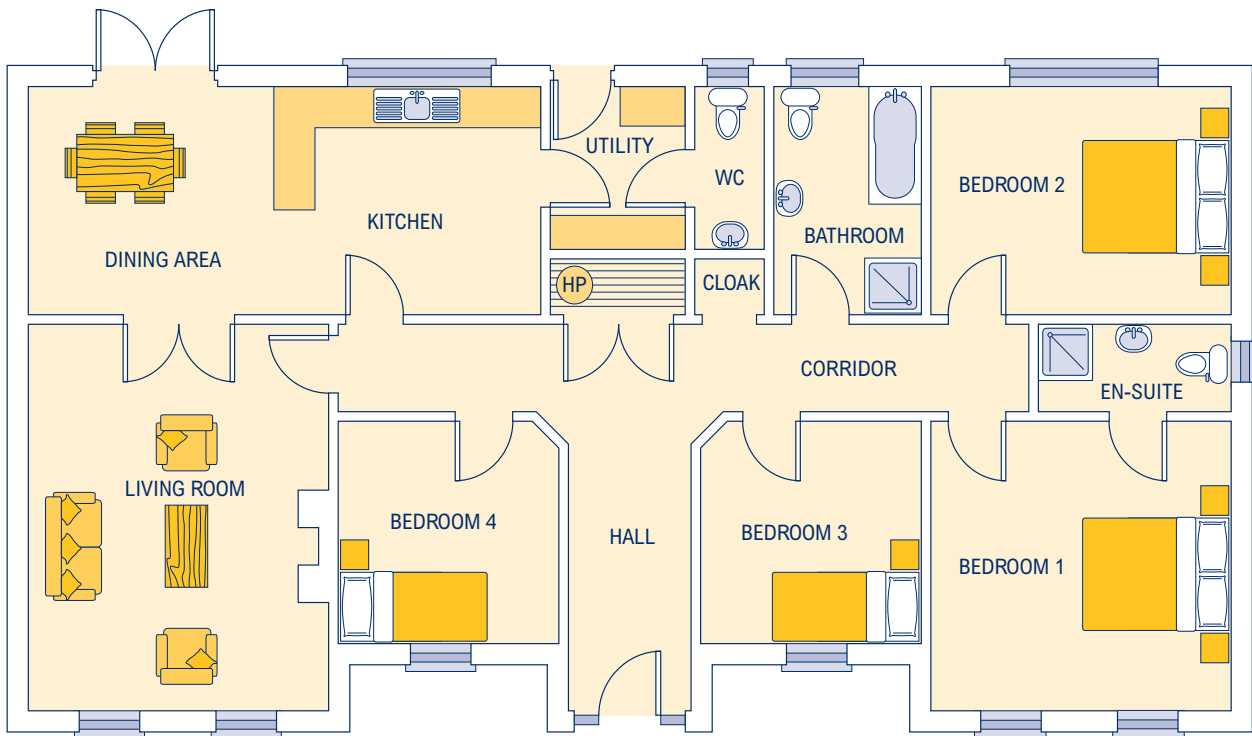 UTILITY
WC
BEDROOM 2
KITCHEN
BATHROOM
DINING AREA
HP
CLOAK
CORRIDOR
EN-SUITE
LIVING ROOM
BEDROOM 4
HALL
BEDROOM 3
BEDROOM 1